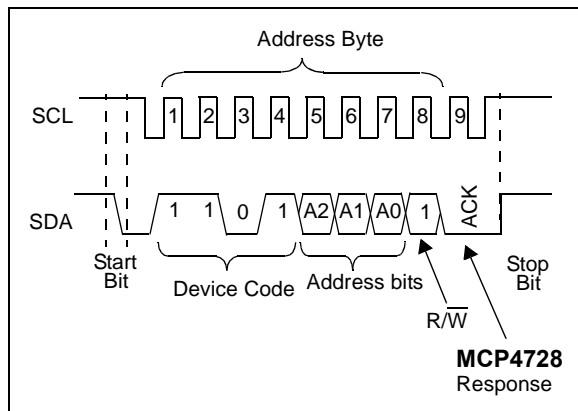 Address Byte
SCL 1 2 3 4 5 6 7 8 9
SDA 1 1 0 1 A2 A1 A0 1 ACK
Start
Bit
Device Code
Address bits
Stop
Bit
R/W̅
MCP4728
Response